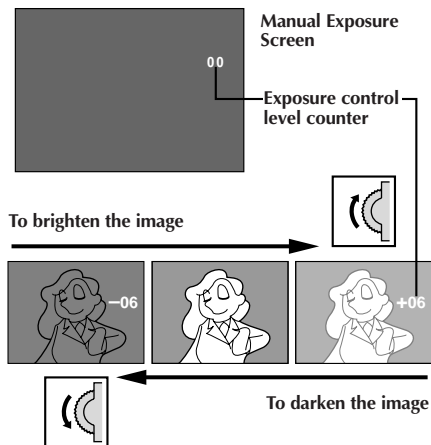 Manual Exposure
Screen
00
Exposure control
level counter
To brighten the image
–06
+06
To darken the image